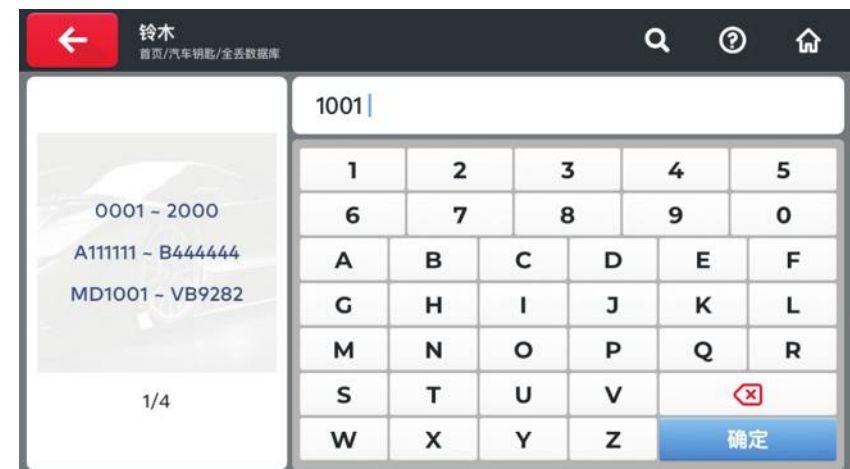 铃木
首页/汽车钥匙/全丢数据库
1001
0001 ~ 2000
A111111 ~ B444444
MD1001 ~ VB9282
1/4
1 2 3 4 5
6 7 8 9 0
A B C D E F
G H I J K L
M N O P Q R
S T U V
W X Y Z 确定